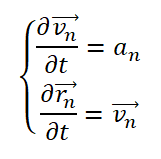 ∂v⃗ₙ/∂t = aₙ
∂r⃗ₙ/∂t = v⃗ₙ